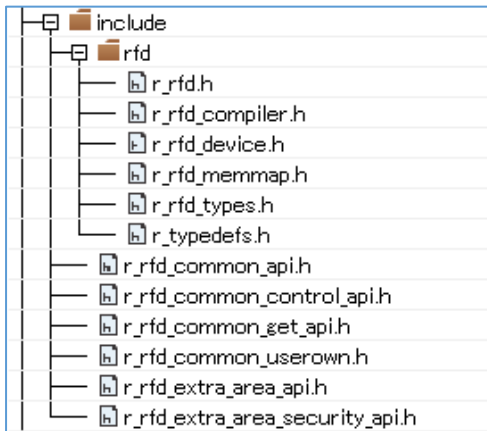 include
rfd
r_rfd.h
r_rfd_compiler.h
r_rfd_device.h
r_rfd_memmap.h
r_rfd_types.h
r_typedefs.h
r_rfd_common_api.h
r_rfd_common_control_api.h
r_rfd_common_get_api.h
r_rfd_common_userown.h
r_rfd_extra_area_api.h
r_rfd_extra_area_security_api.h